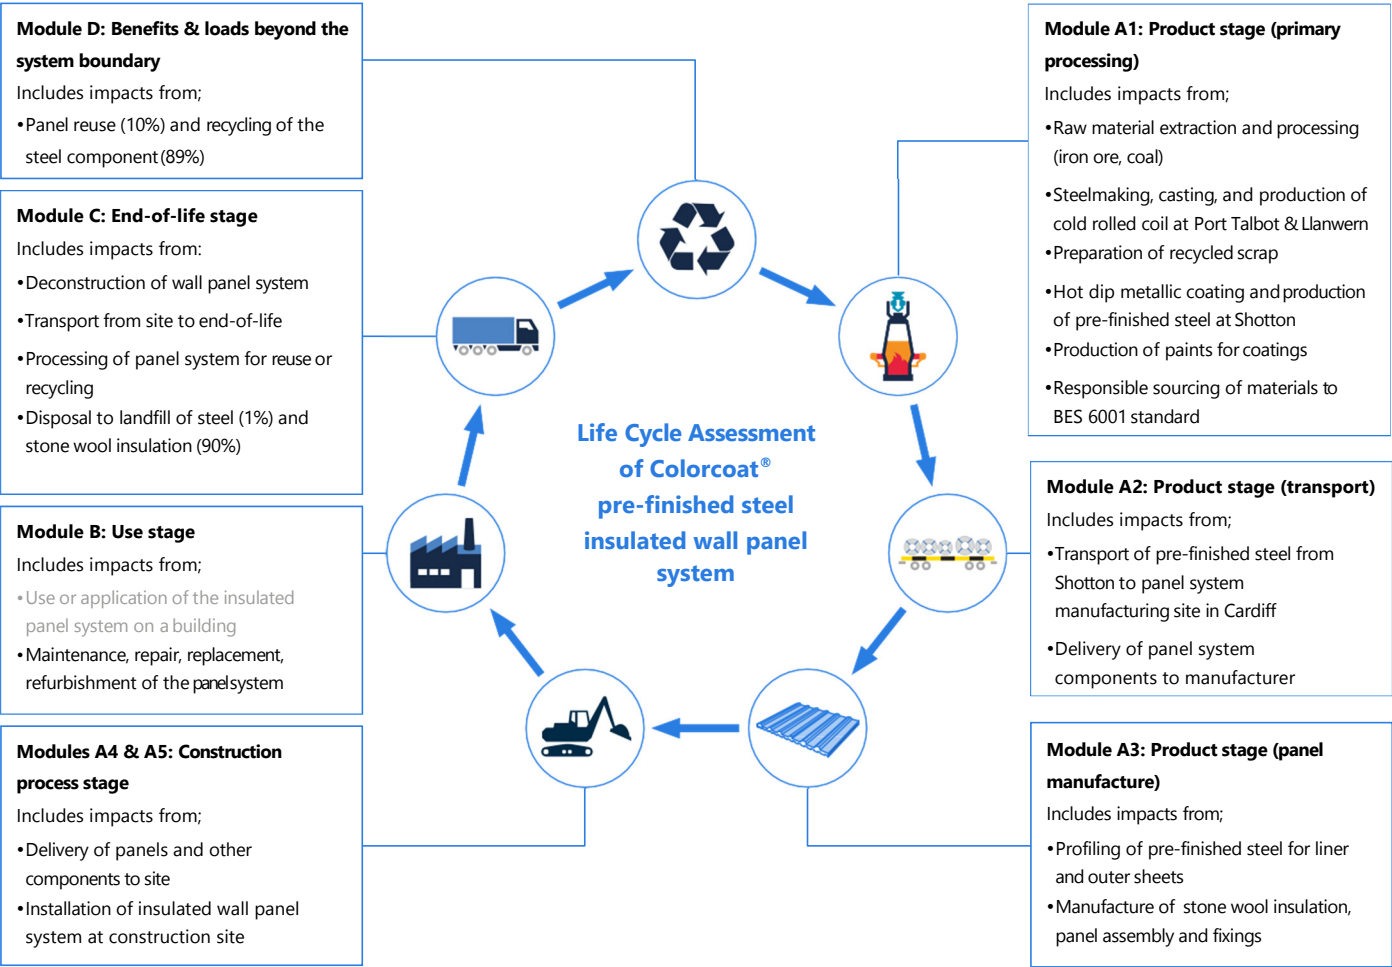 Module D: Benefits & loads beyond the
system boundary
Includes impacts from;
•Panel reuse (10%) and recycling of the
steel component (89%)
Module C: End-of-life stage
Includes impacts from:
•Deconstruction of wall panel system
•Transport from site to end-of-life
•Processing of panel system for reuse or
recycling
•Disposal to landfill of steel (1%) and
stone wool insulation (90%)
Module B: Use stage
Includes impacts from;
•Use or application of the insulated
panel system on a building
•Maintenance, repair, replacement,
refurbishment of the panel system
Modules A4 & A5: Construction
process stage
Includes impacts from;
•Delivery of panels and other
components to site
•Installation of insulated wall panel
system at construction site
Life Cycle Assessment
of Colorcoat®
pre-finished steel
insulated wall panel
system
Module A1: Product stage (primary
processing)
Includes impacts from;
•Raw material extraction and processing
(iron ore, coal)
•Steelmaking, casting, and production of
cold rolled coil at Port Talbot & Llanwern
•Preparation of recycled scrap
•Hot dip metallic coating and production
of pre-finished steel at Shotton
•Production of paints for coatings
•Responsible sourcing of materials to
BES 6001 standard
Module A2: Product stage (transport)
Includes impacts from;
•Transport of pre-finished steel from
Shotton to panel system
manufacturing site in Cardiff
•Delivery of panel system
components to manufacturer
Module A3: Product stage (panel
manufacture)
Includes impacts from;
•Profiling of pre-finished steel for liner
and outer sheets
•Manufacture of stone wool insulation,
panel assembly and fixings